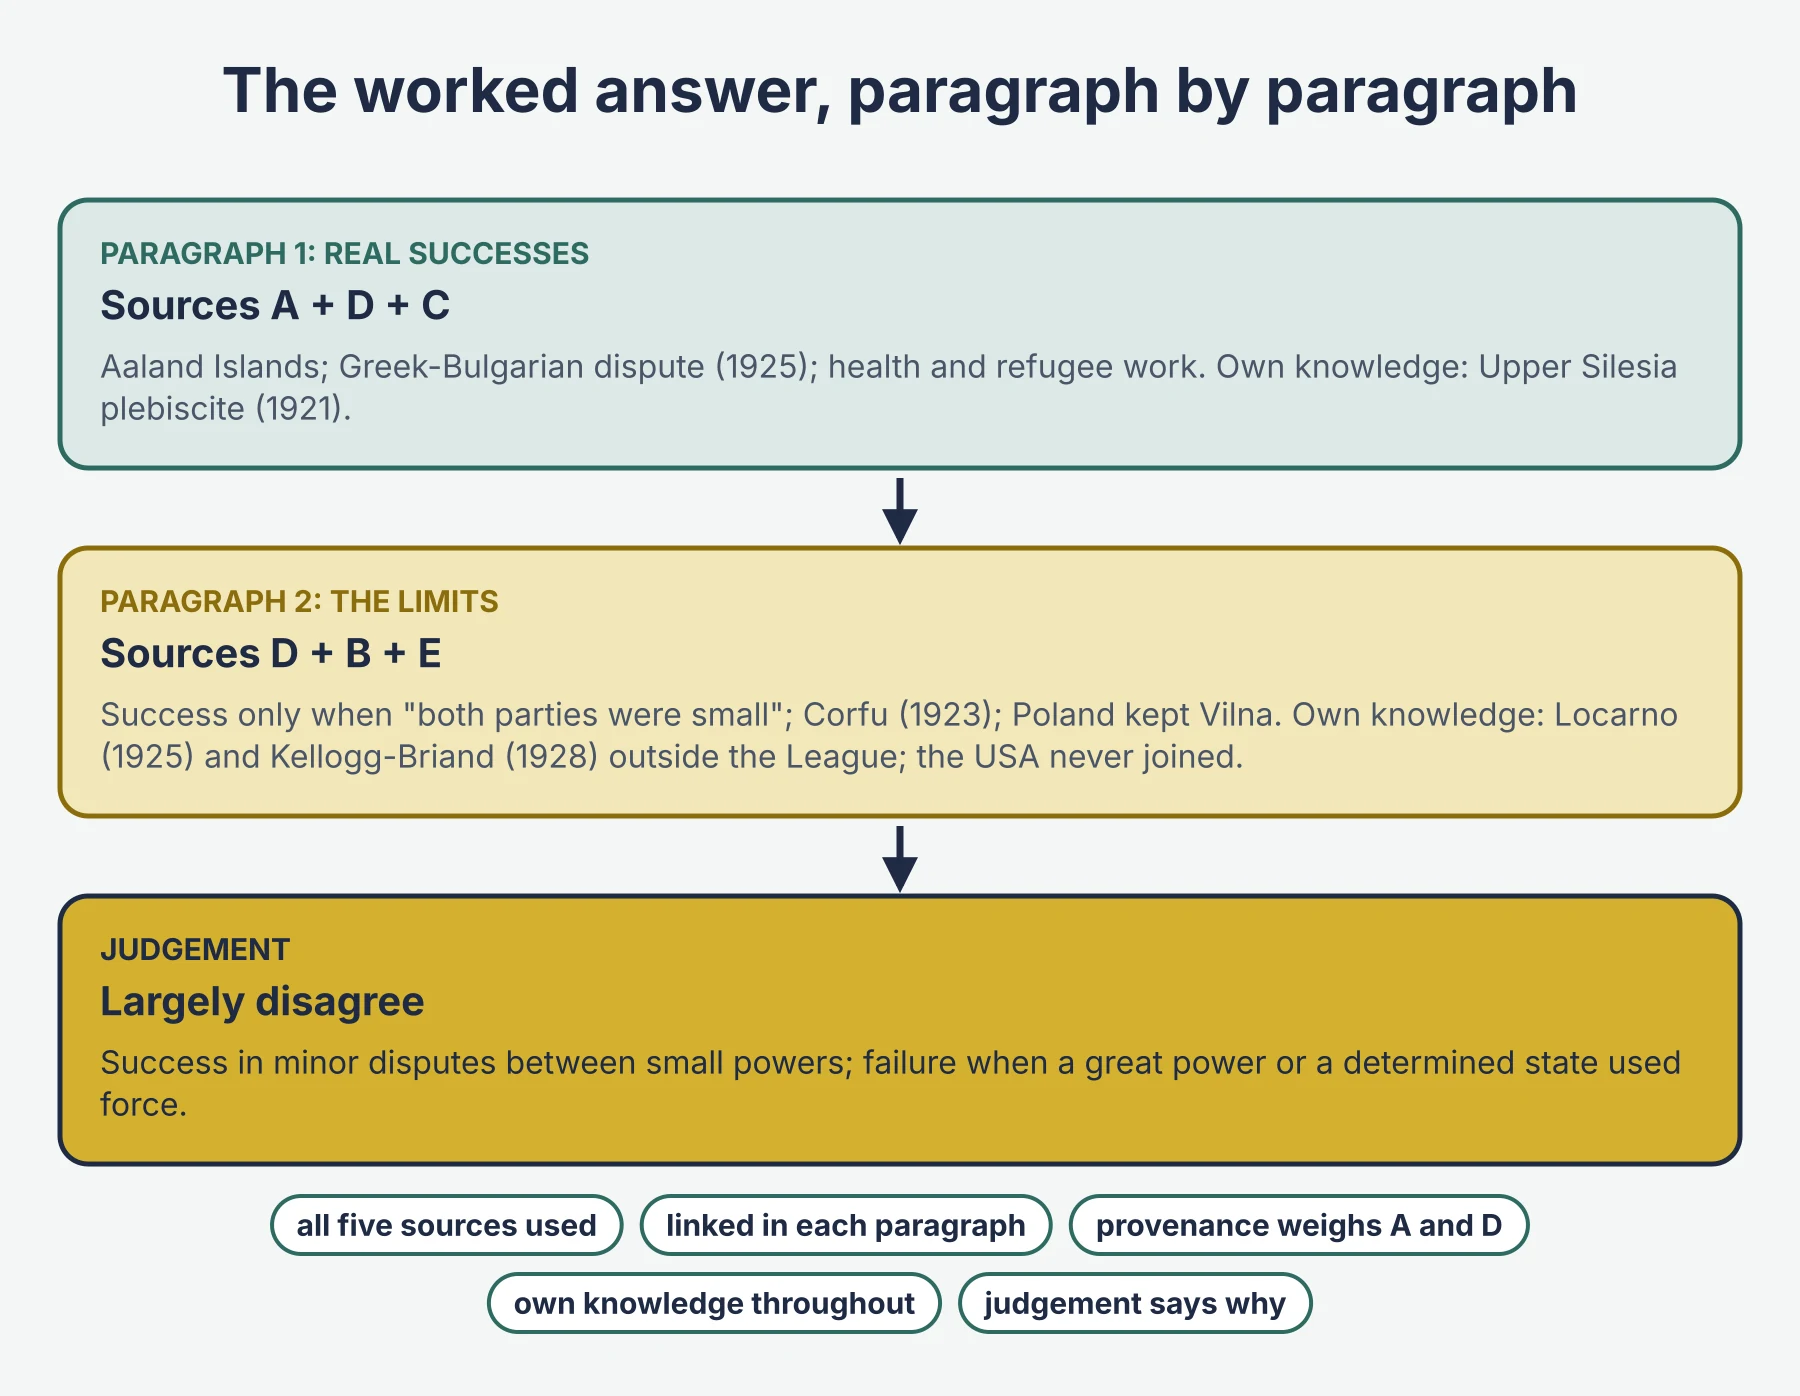 The worked answer, paragraph by paragraph
PARAGRAPH 1: REAL SUCCESSES
Sources A + D + C
Aaland Islands; Greek-Bulgarian dispute (1925); health and refugee work. Own knowledge: Upper Silesia
plebiscite (1921).
PARAGRAPH 2: THE LIMITS
Sources D + B + E
Success only when "both parties were small"; Corfu (1923); Poland kept Vilna. Own knowledge: Locarno
(1925) and Kellogg-Briand (1928) outside the League; the USA never joined.
JUDGEMENT
Largely disagree
Success in minor disputes between small powers; failure when a great power or a determined state used
force.
all five sources used
linked in each paragraph
provenance weighs A and D
own knowledge throughout
judgement says why